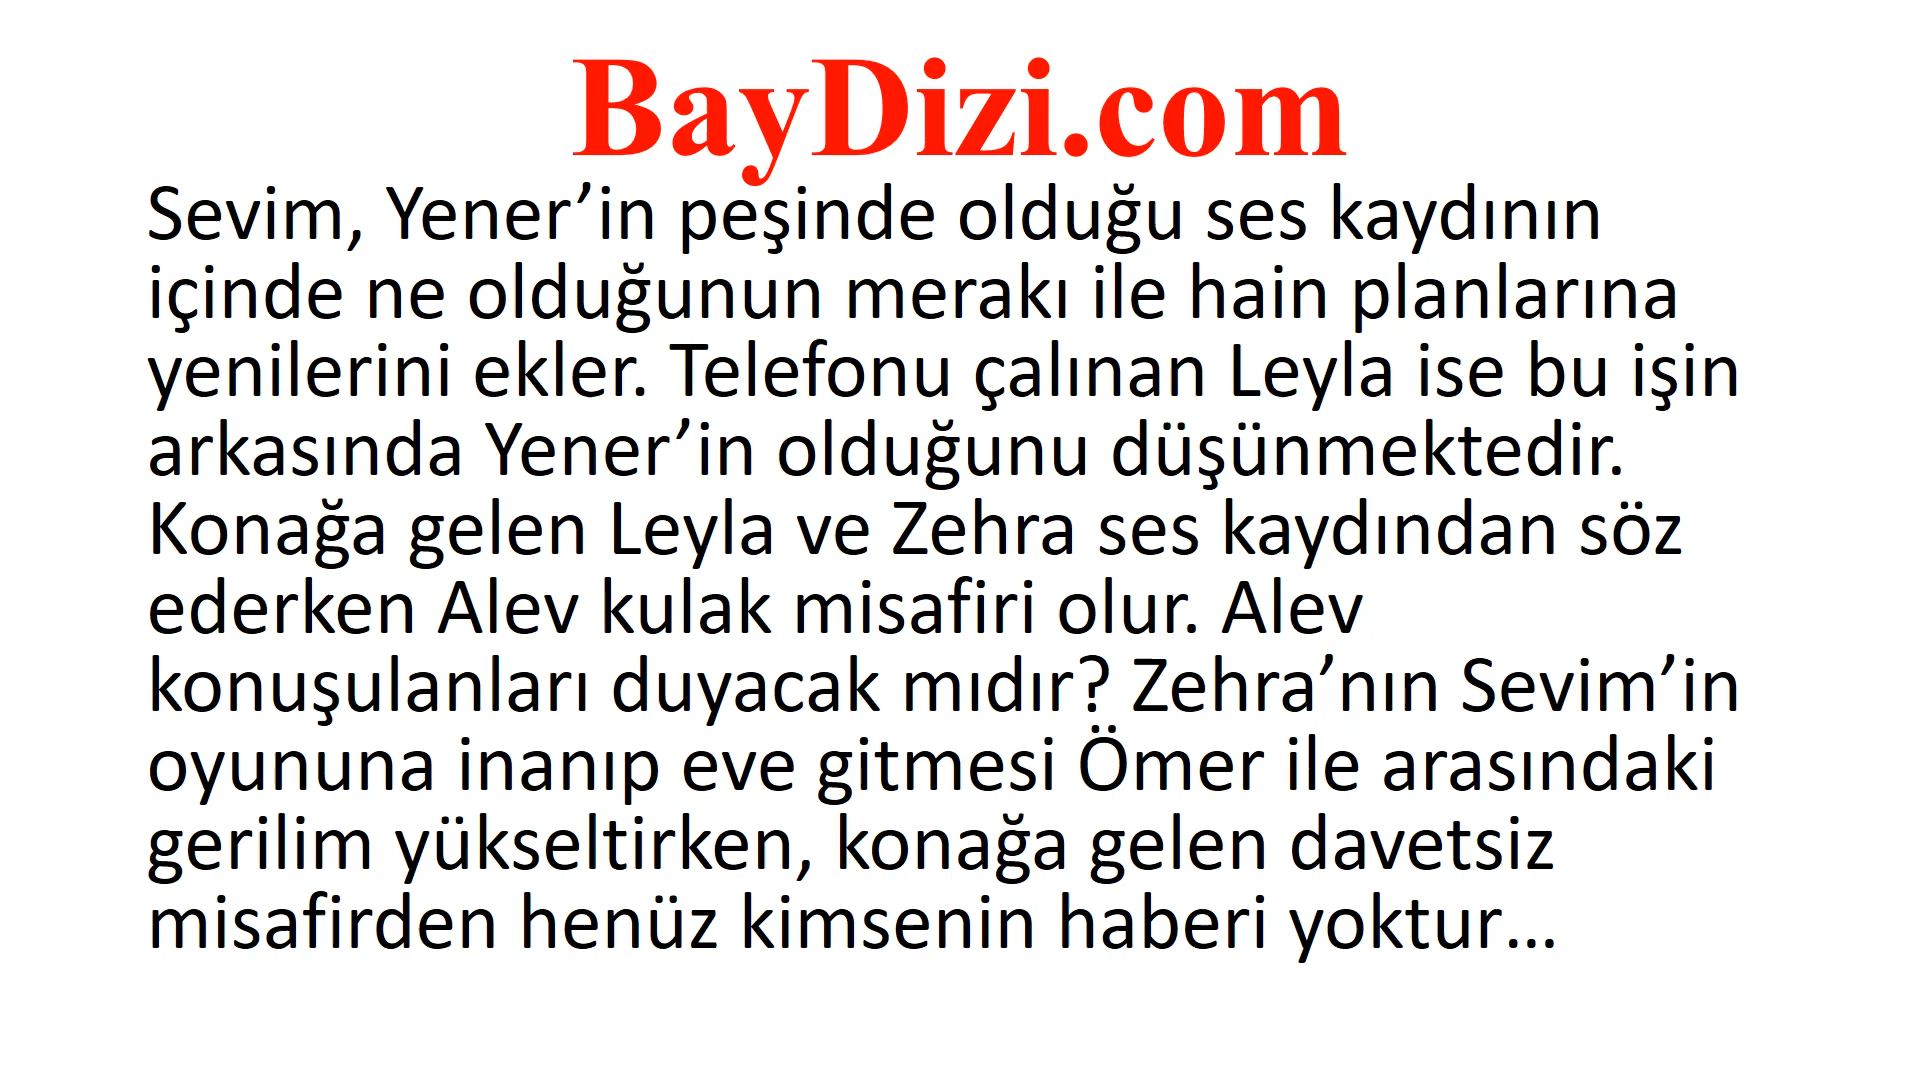 BayDizi.com
Sevim, Yener’in peşinde olduğu ses kaydının
içinde ne olduğunun merakı ile hain planlarına
yenilerini ekler. Telefonu çalınan Leyla ise bu işin
arkasında Yener’in olduğunu düşünmektedir.
Konağa gelen Leyla ve Zehra ses kaydından söz
ederken Alev kulak misafiri olur. Alev
konuşulanları duyacak mıdır? Zehra’nın Sevim’in
oyununa inanıp eve gitmesi Ömer ile arasındaki
gerilim yükseltirken, konağa gelen davetsiz
misafirden henüz kimsenin haberi yoktur…